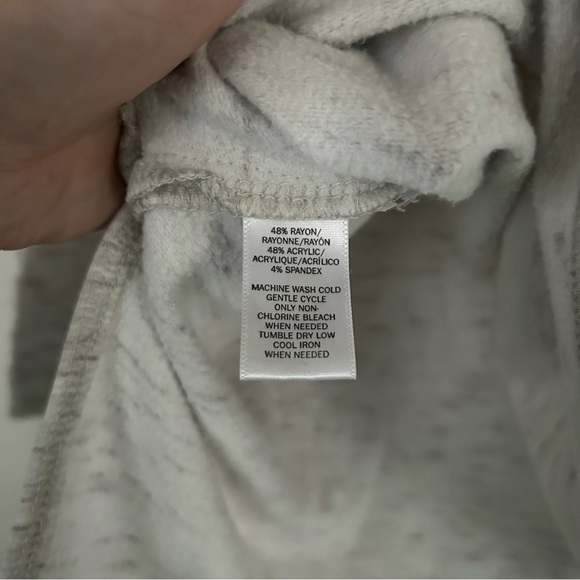 48% RAYON/
RAYONNE/RAYÓN
48% ACRYLIC/
ACRYLIQUE/ACRÍLICO
4% SPANDEX
MACHINE WASH COLD
GENTLE CYCLE
ONLY NON-
CHLORINE BLEACH
WHEN NEEDED
TUMBLE DRY LOW
COOL IRON
WHEN NEEDED